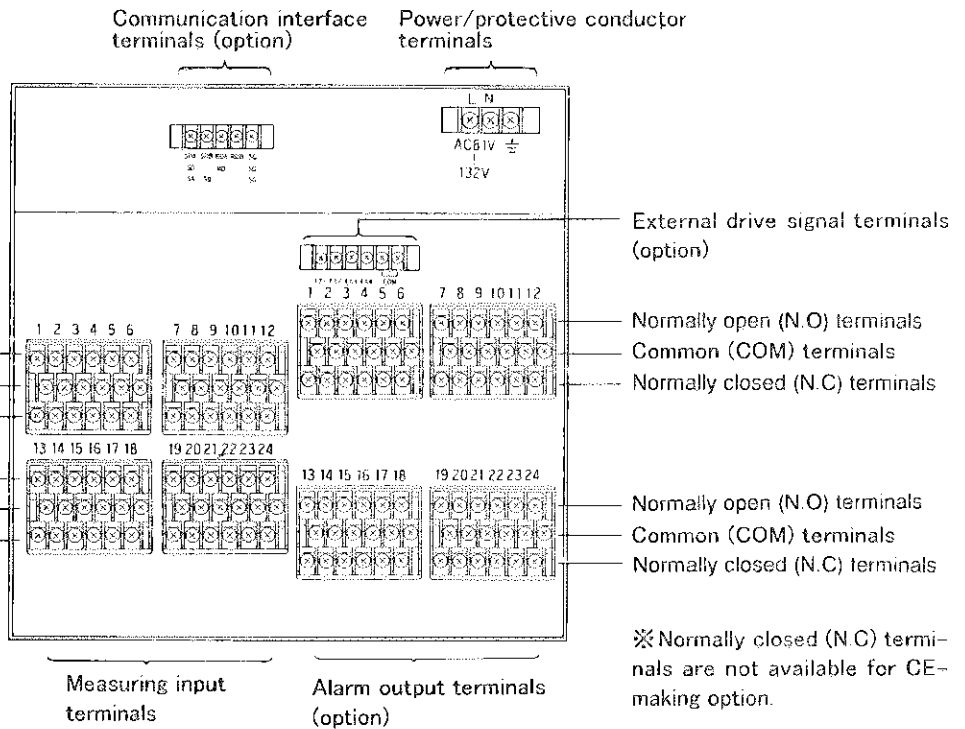 Communication interface
terminals (option)
Power/protective conductor
terminals
L N
AC81V
132V
External drive signal terminals
(option)
COM
1 2 3 4 5 6
7 8 9 10 11 12
Normally open (N.O) terminals
Common (COM) terminals
Normally closed (N.C) terminals
1 2 3 4 5 6
7 8 9 10 11 12
13 14 15 16 17 18
19 20 21 22 23 24
13 14 15 16 17 18
19 20 21 22 23 24
Normally open (N.O) terminals
Common (COM) terminals
Normally closed (N.C) terminals
※Normally closed (N.C) termi-
nals are not available for CE-
making option.
Measuring input
terminals
Alarm output terminals
(option)